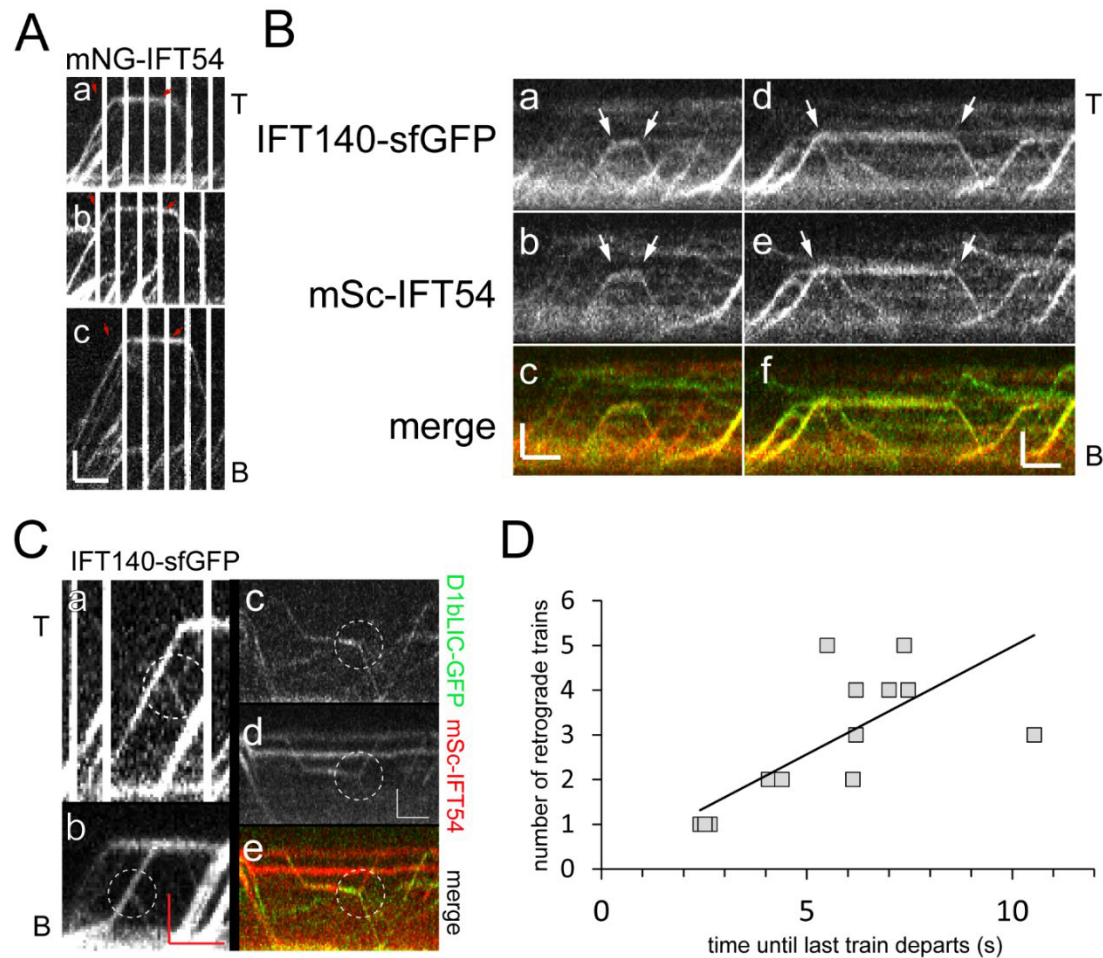 A
mNG-IFT54
a
T
b
c
B
B
IFT140-sfGFP
a
d
T
mSc-IFT54
b
e
merge
c
f
B
C
IFT140-sfGFP
a
T
b
B
c
d
e
D1bLIC-GFP
mSc-IFT54
merge
D
number of retrograde trains
6
5
4
3
2
1
0
0
5
10
time until last train departs (s)